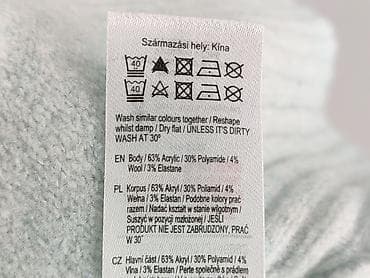 Származási hely: Kína
40
40
Wash similar colours together / Reshape
whilst damp / Dry flat / UNLESS IT'S DIRTY
WASH AT 30°
EN Body / 63% Acrylic / 30% Polyamide / 4%
Wool / 3% Elastane
PL Korpus / 63% Akryl / 30% Poliamid / 4%
Wełna / 3% Elastan / Podobne kolory prać
razem / Nadać kształt w stanie wilgotnym /
Suszyć w pozycji rozłożonej / JEŚLI
PRODUKT NIE JEST ZABRUDZONY, PRAĆ
W 30°
CZ Hlavní část / 63% Akryl / 30% Polyamid / 4%
Vlna / 3% Elastan / Perte společně s prádlem